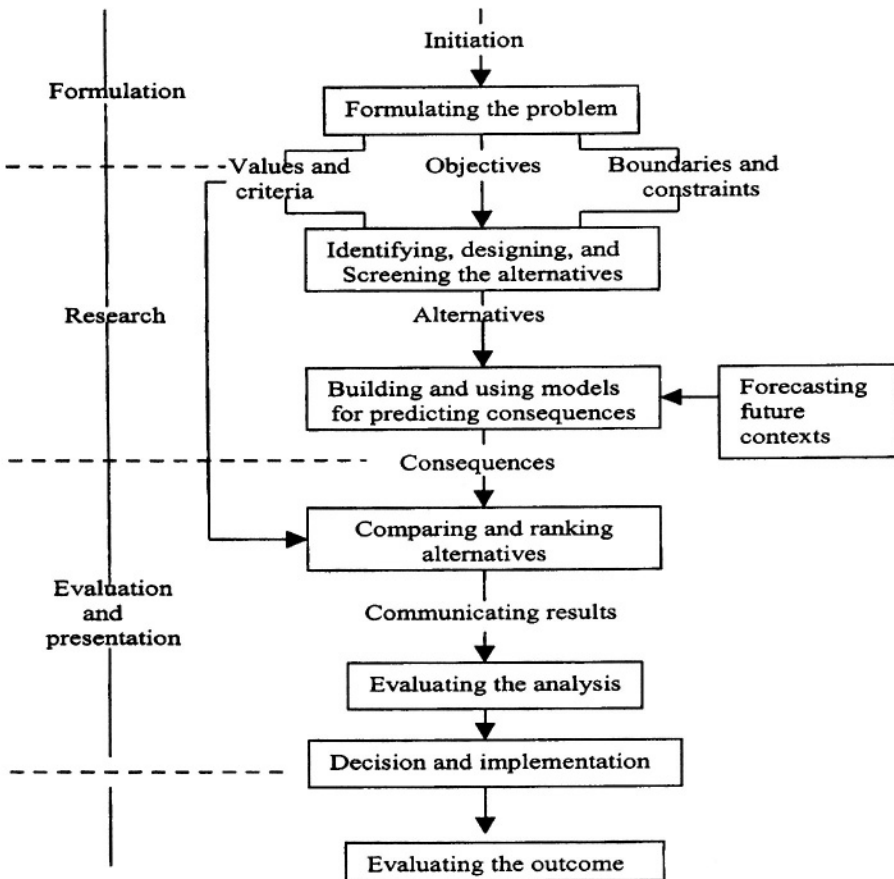 Initiation
Formulation
Formulating the problem
Values and
criteria
Objectives
Boundaries and
constraints
Identifying, designing, and
Screening the alternatives
Research
Alternatives
Building and using models
for predicting consequences
Forecasting
future
contexts
Consequences
Comparing and ranking
alternatives
Evaluation
and
presentation
Communicating results
Evaluating the analysis
Decision and implementation
Evaluating the outcome